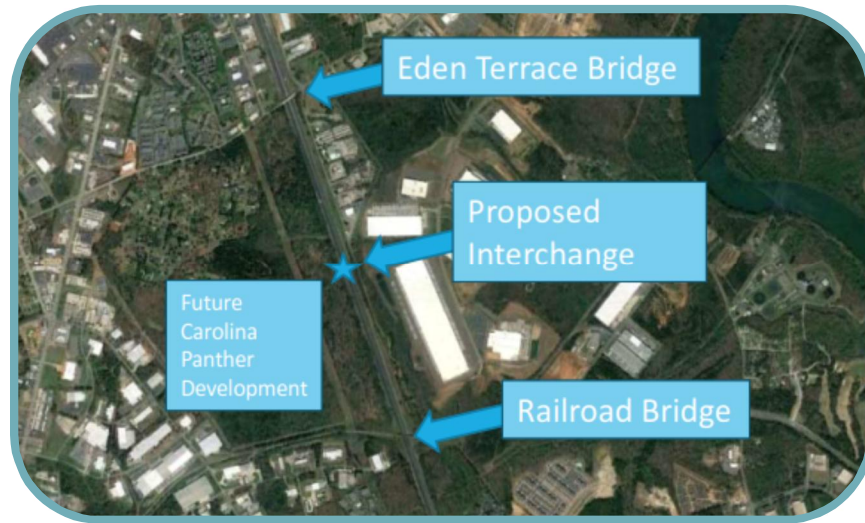 Eden Terrace Bridge
Proposed
Interchange
Future
Carolina
Panther
Development
Railroad Bridge